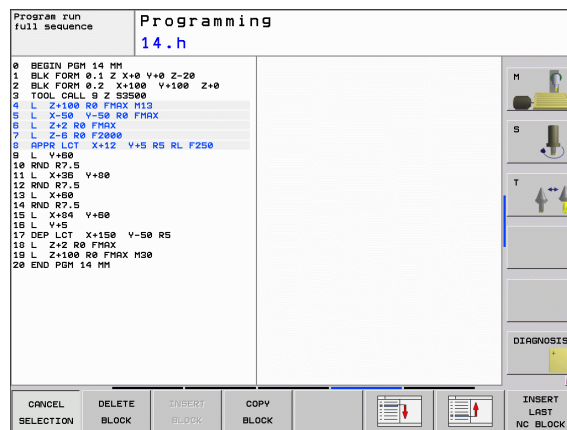 Program run
full sequence
Programming
14.h
0 BEGIN PGM 14 MM
1 BLK FORM 0.1 Z X+0 Y+0 Z-20
2 BLK FORM 0.2 X+100 Y+100 Z+0
3 TOOL CALL 9 Z S3500
4 L Z+100 R0 FMAX M13
5 L X-50 Y-50 R0 FMAX
6 L Z+2 R0 FMAX
7 L Z-6 R0 F2000
8 APPR LCT X+12 Y+5 R5 RL F250
9 L Y+60
10 RND R7.5
11 L X+36 Y+80
12 RND R7.5
13 L X+60
14 RND R7.5
15 L X+84 Y+60
16 L Y+5
17 DEP LCT X+150 Y-50 R5
18 L Z+2 R0 FMAX
19 L Z+100 R0 FMAX M30
20 END PGM 14 MM
M
S
T
DIAGNOSIS
CANCEL
SELECTION
DELETE
BLOCK
INSERT
BLOCK
COPY
BLOCK
INSERT
LAST
NC BLOCK